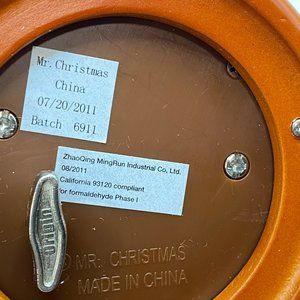 Mr. Christmas
China
07/20/2011
Batch 6911
ZhaoQing MingRun Industrial Co, Ltd.
08/2011
California 93120 compliant
for formaldehyde Phase I
© MR. CHRISTMAS
MADE IN CHINA